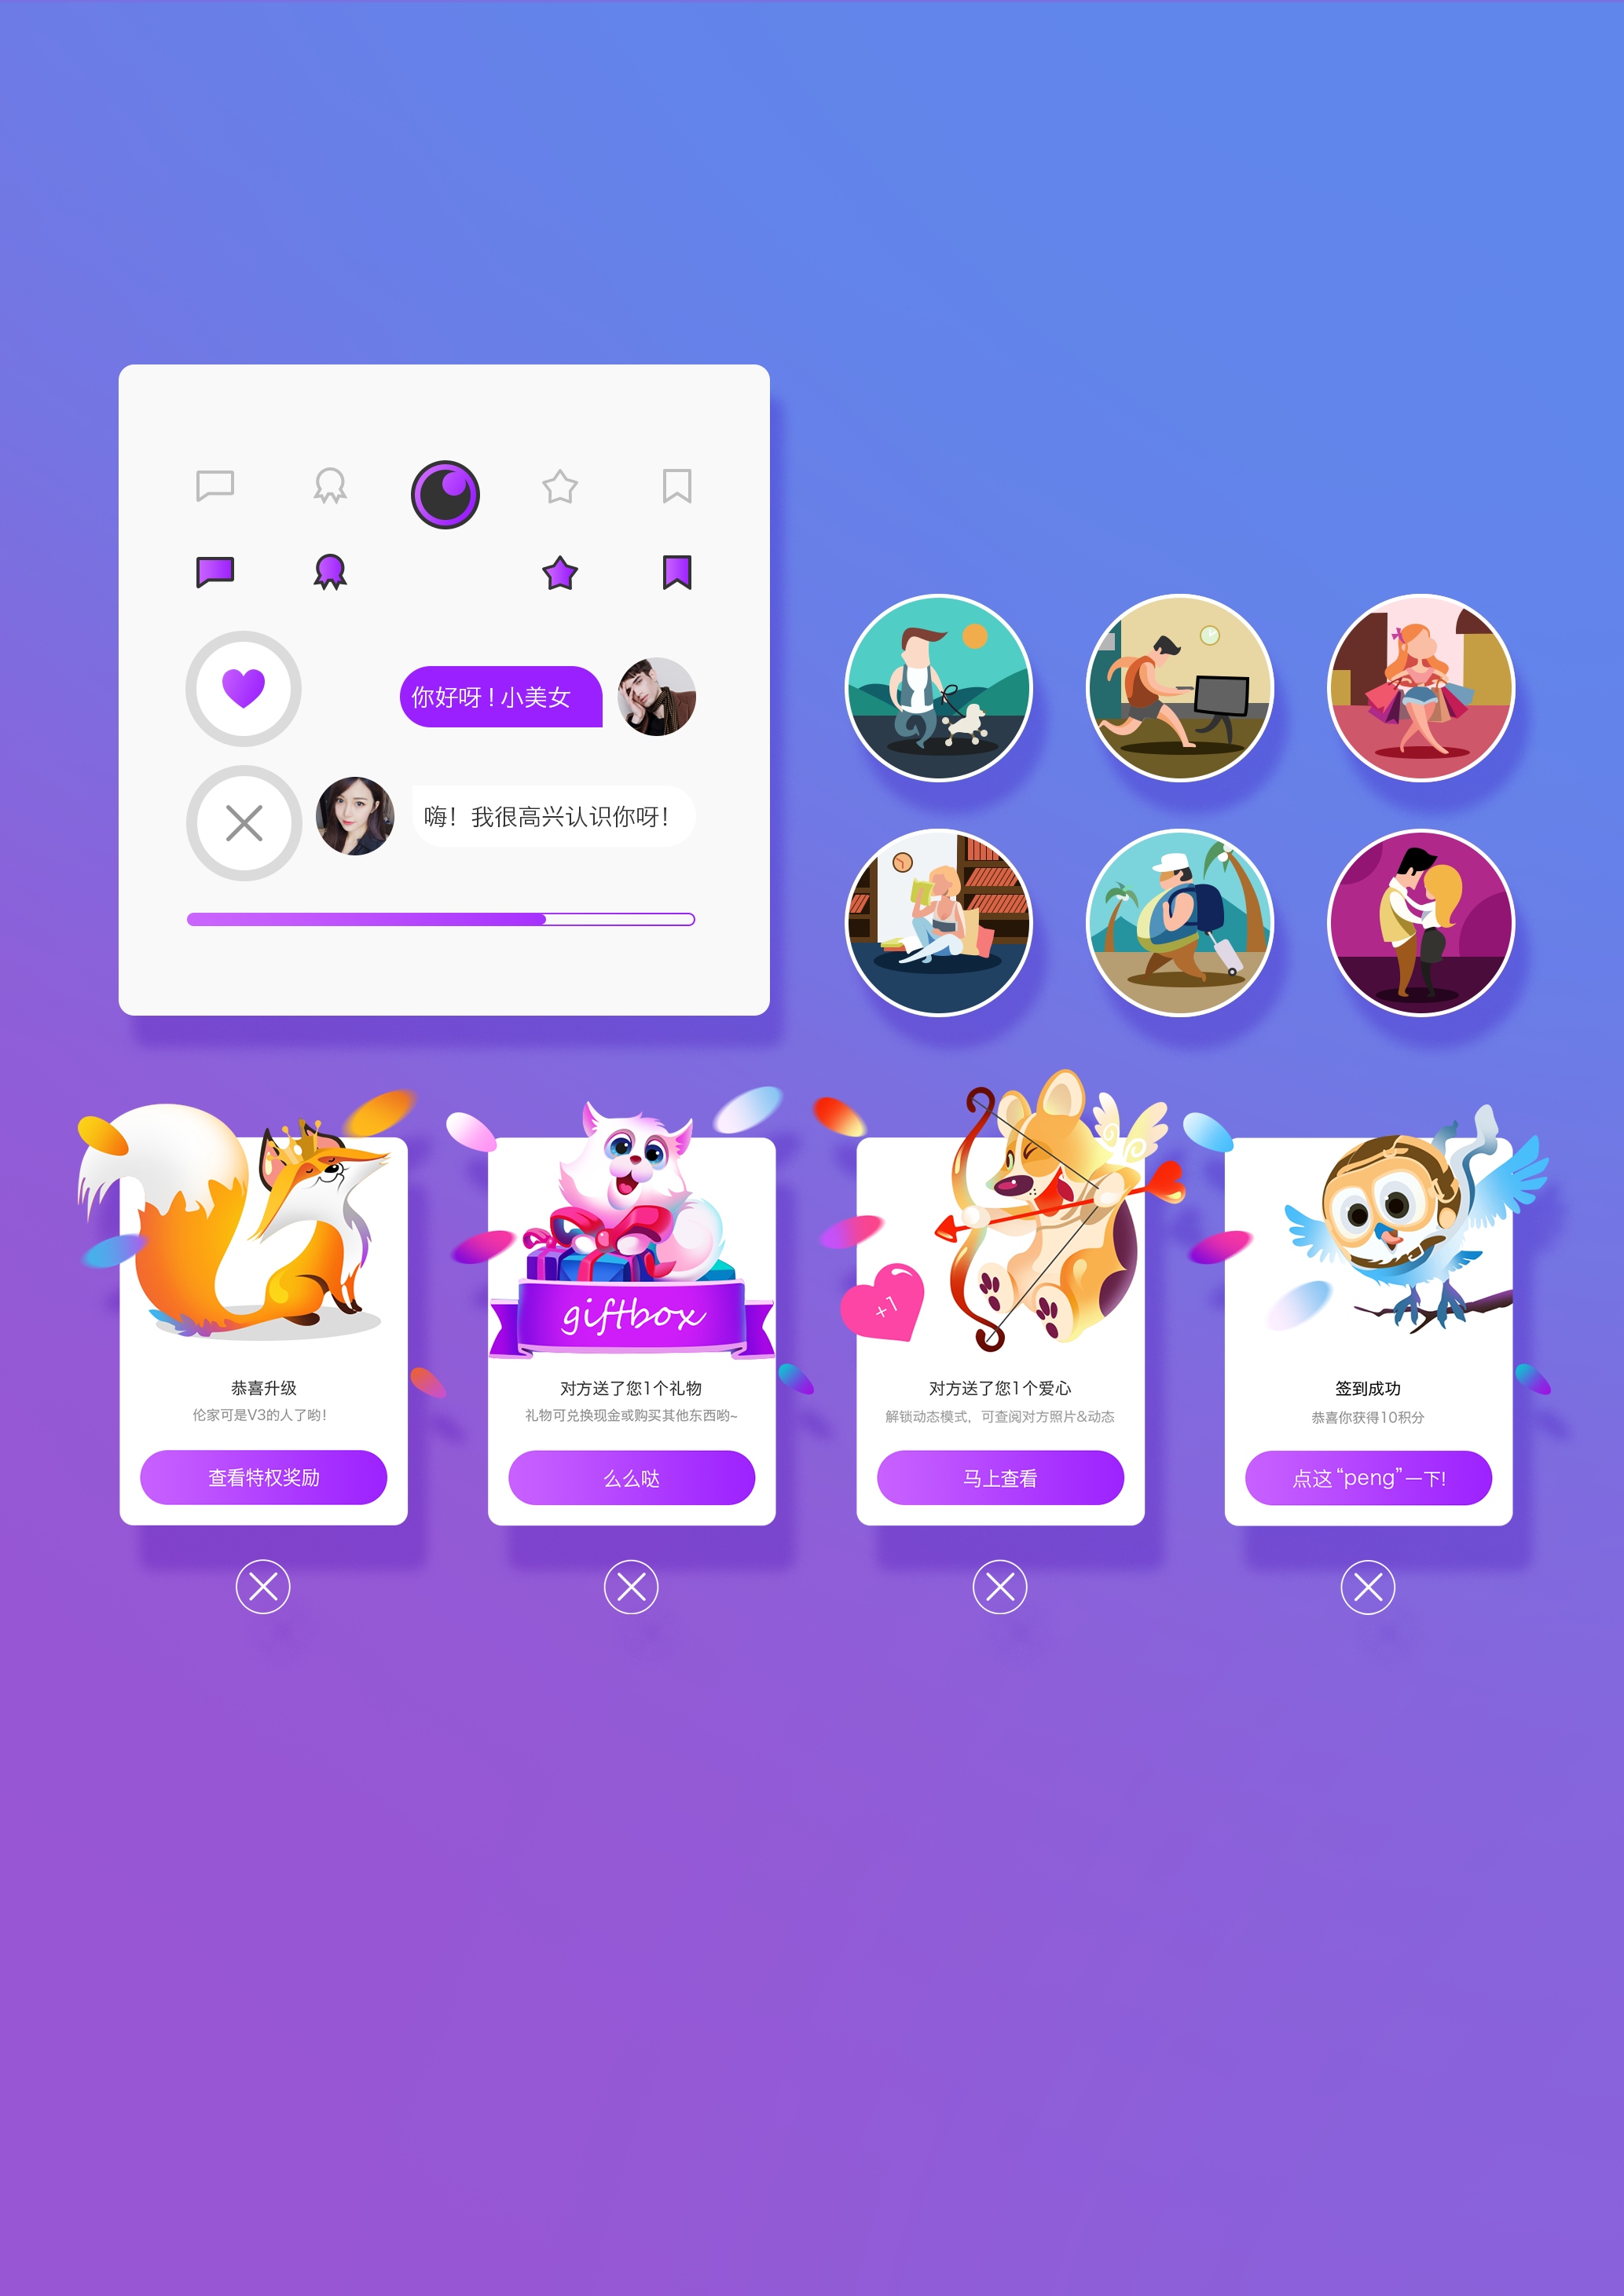 你好呀！小美女
嗨！我很高兴认识你呀！
giftbox
+1
恭喜升级
伦家可是V3的人了哟！
查看特权奖励
对方送了您1个礼物
礼物可兑换现金或购买其他东西哟~
么么哒
对方送了您1个爱心
解锁动态模式，可查阅对方照片&动态
马上查看
签到成功
恭喜你获得10积分
点这“peng”一下!